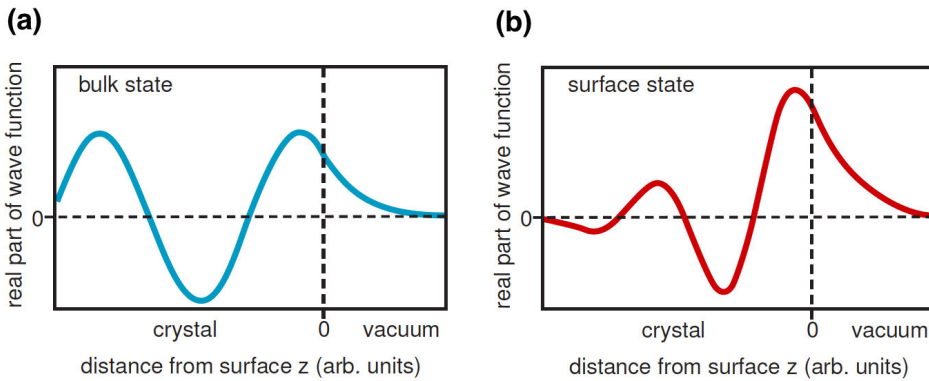 (a)
bulk state
real part of wave function
0
crystal 0 vacuum
distance from surface z (arb. units)
(b)
surface state
real part of wave function
0
crystal 0 vacuum
distance from surface z (arb. units)